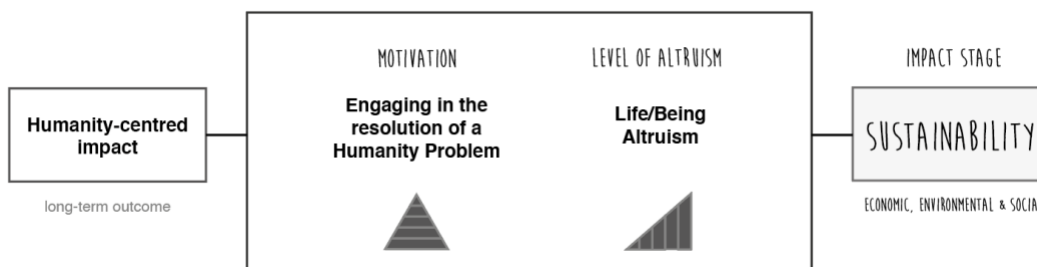 Humanity-centred
impact
long-term outcome
MOTIVATION
Engaging in the
resolution of a
Humanity Problem
LEVEL OF ALTRUISM
Life/Being
Altruism
IMPACT STAGE
SUSTAINABILITY
ECONOMIC, ENVIRONMENTAL &